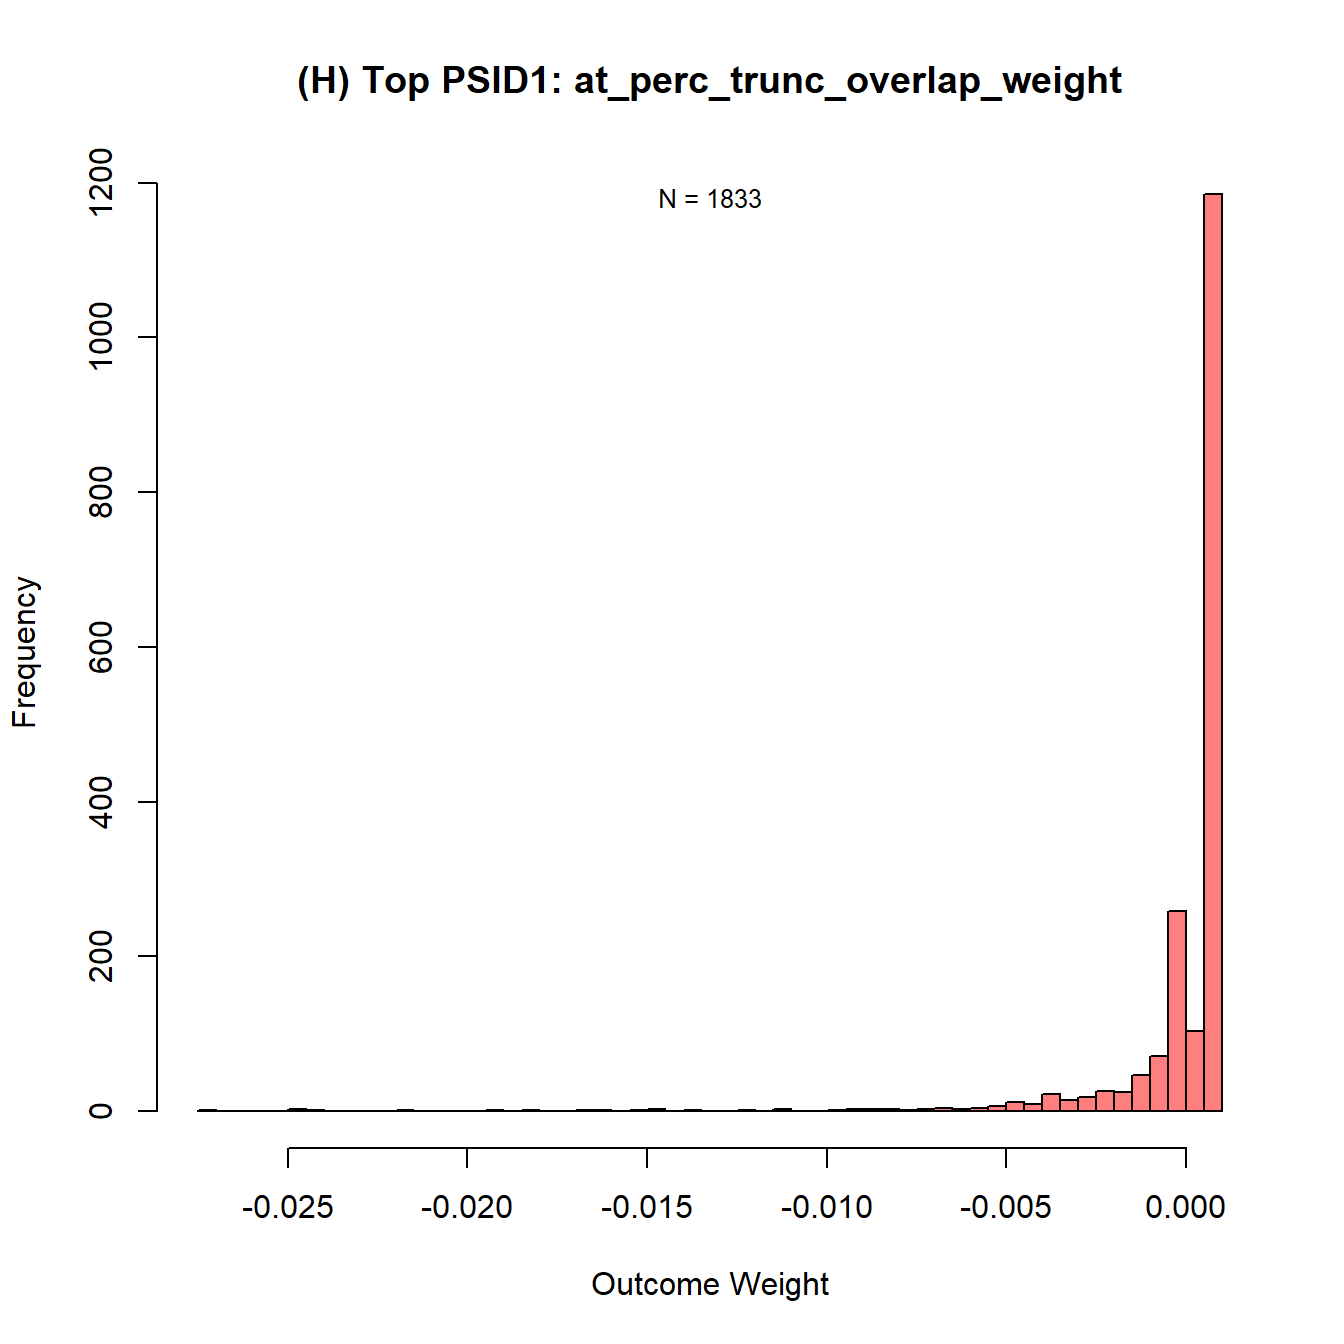 (H) Top PSID1: at_perc_trunc_overlap_weight
N = 1833
1200
1000
800
600
400
200
0
Frequency
-0.025 -0.020 -0.015 -0.010 -0.005 0.000
Outcome Weight